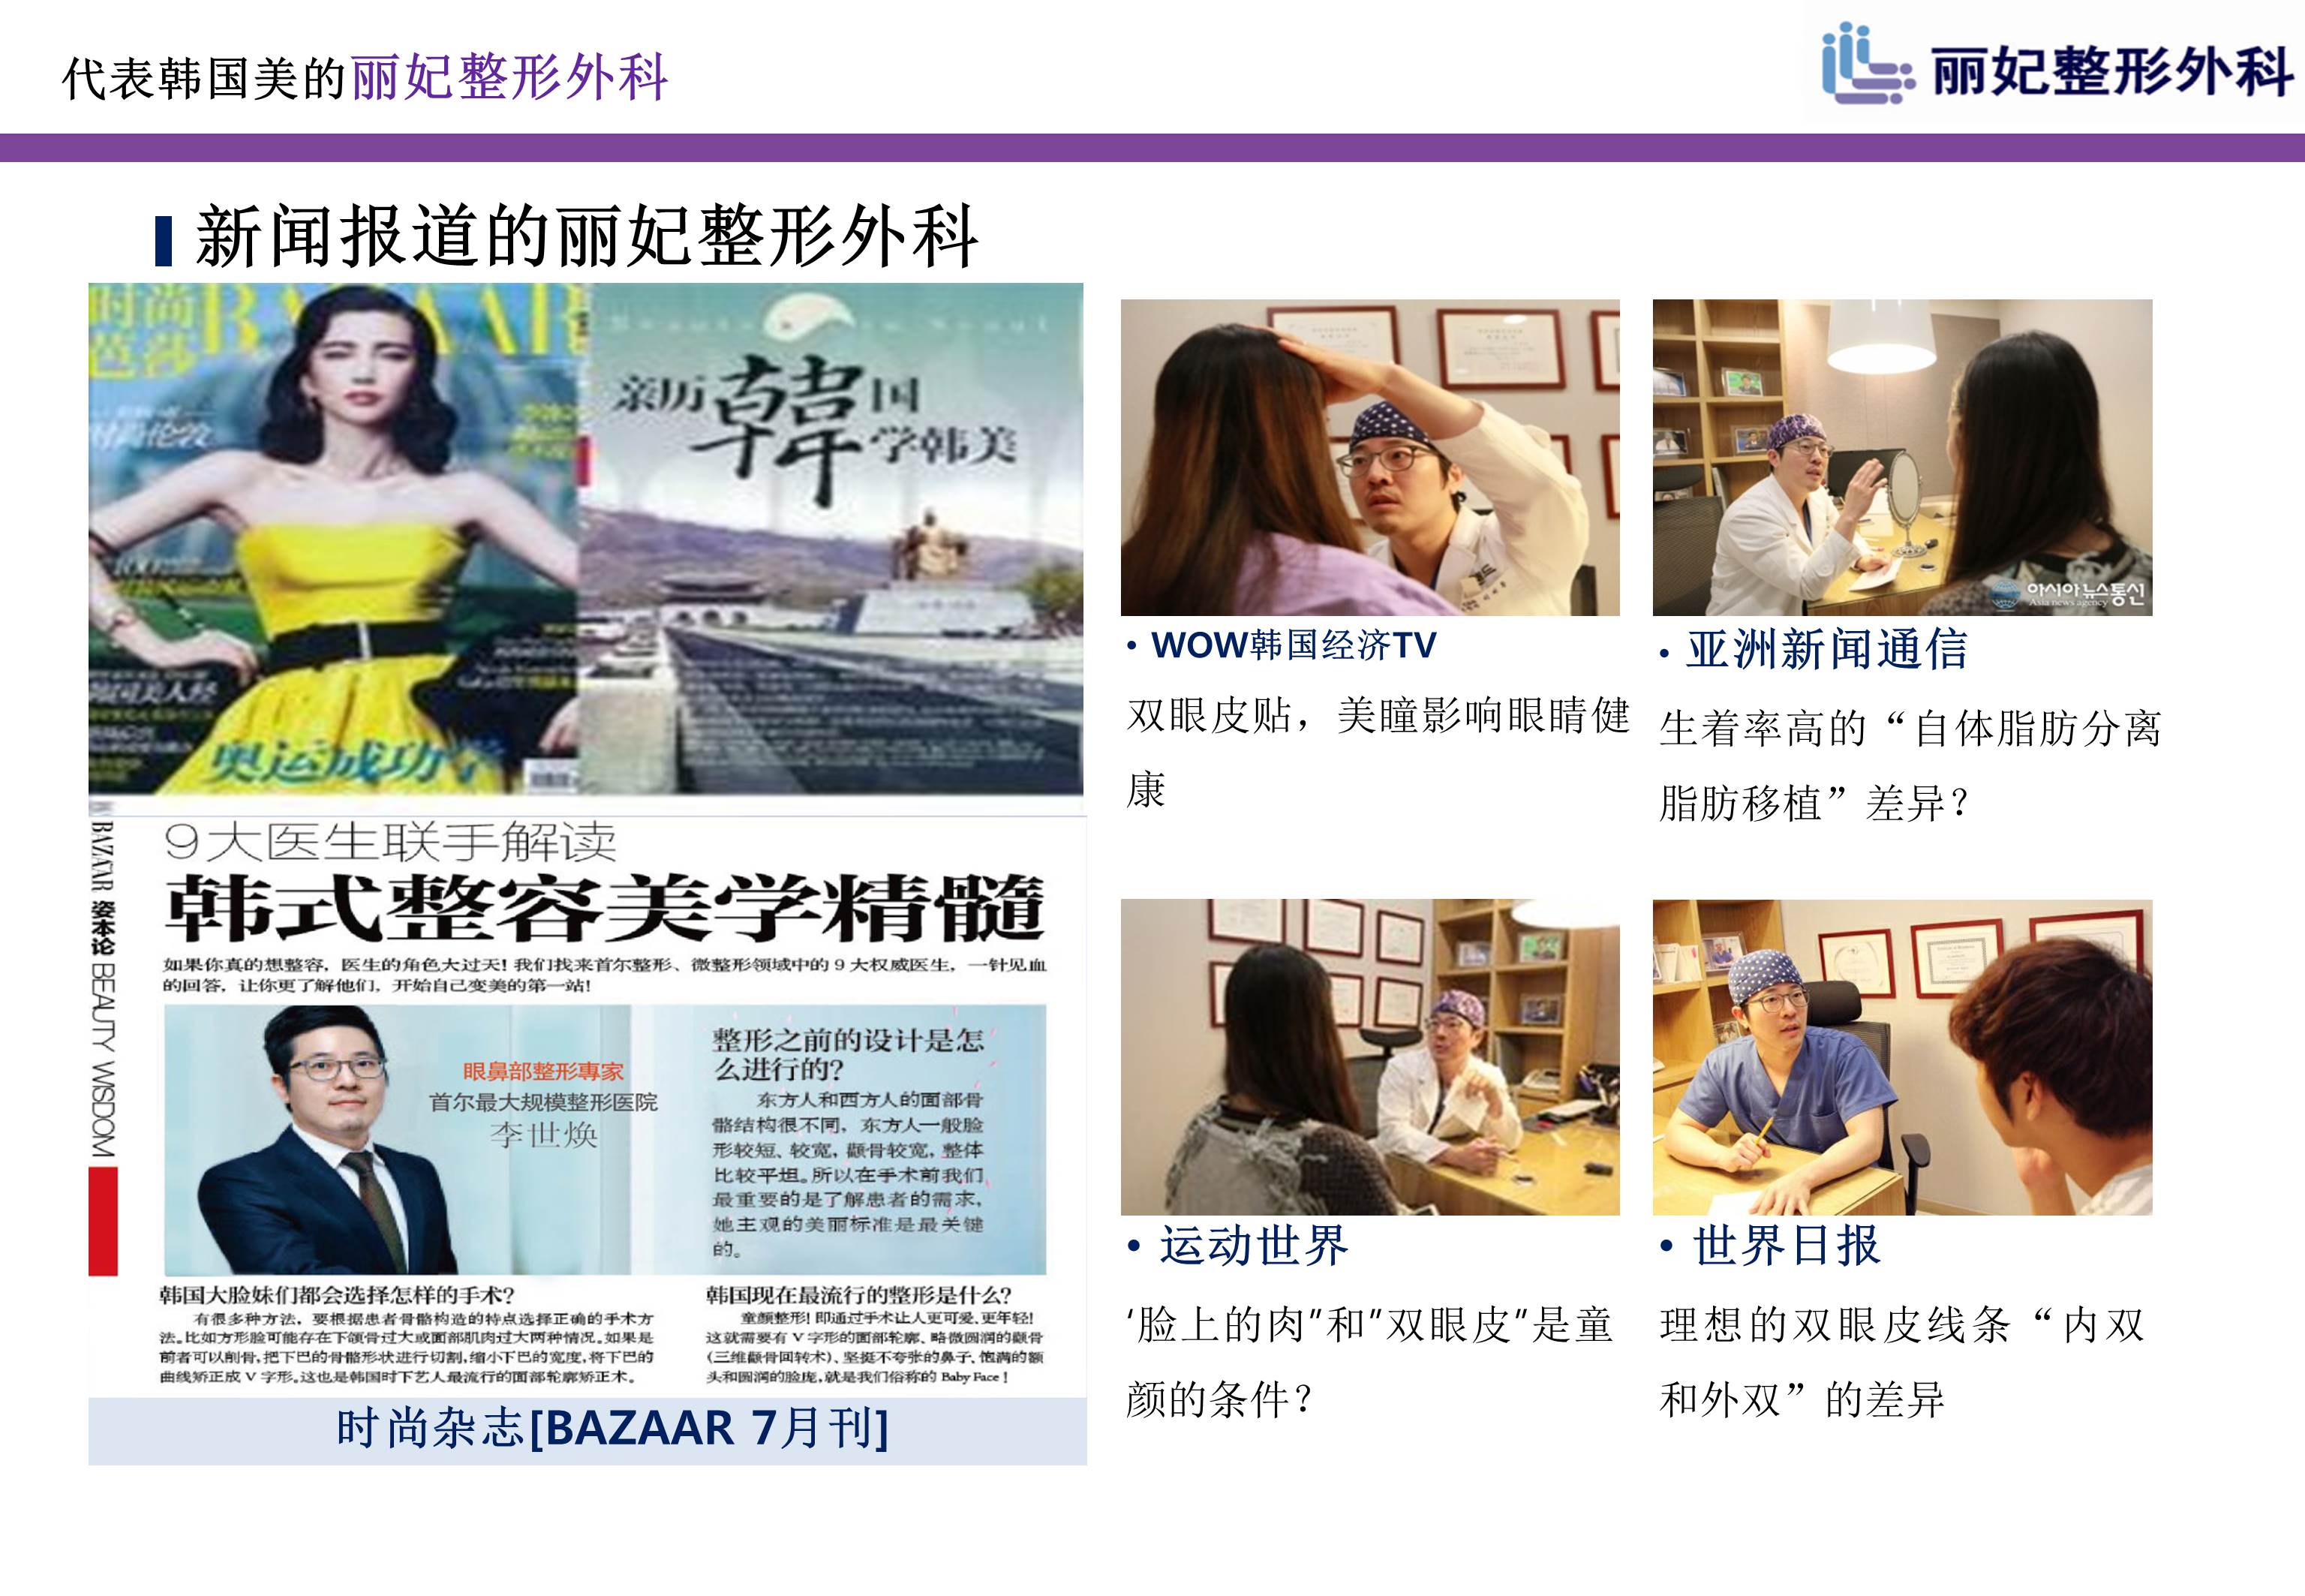 代表韩国美的丽妃整形外科
丽妃整形外科
新闻报道的丽妃整形外科
时尚
芭莎
BAZAAR
奥运成功学
亲历韓国
学韩美
BAZAAR 姿本论 BEAUTY WISDOM
9大医生联手解读
韩式整容美学精髓
如果你真的想整容，医生的角色大过天！我们找来首尔整形、微整形领域中的 9 大权威医生，一针见血
的回答，让你更了解他们，开始自己变美的第一站！
眼鼻部整形專家
首尔最大规模整形医院
李世焕
整形之前的设计是怎
么进行的?
东方人和西方人的面部骨
骼结构很不同，东方人一般脸
形较短、较宽，颧骨较宽，整体
比较平坦。所以在手术前我们
最重要的是了解患者的需求，
她主观的美丽标准是最关键
的。
韩国大脸妹们都会选择怎样的手术?
有很多种方法，要根据患者骨骼构造的特点选择正确的手术方
法。比如方形脸可能存在下颌骨过大或面部肌肉过大两种情况。如果是
前者可以削骨，把下巴的骨骼形状进行切割，缩小下巴的宽度，将下巴的
曲线矫正成 V 字形。这也是韩国时下艺人最流行的面部轮廓矫正术。
韩国现在最流行的整形是什么?
童颜整形！即通过手术让人更可爱、更年轻！
这就需要有 V 字形的面部轮廓、略微圆润的颧骨
(三维颧骨回转术)、坚挺不夸张的鼻子、饱满的额
头和圆润的脸庞，就是我们俗称的 Baby Face！
时尚杂志[BAZAAR 7月刊]
• WOW韩国经济TV
双眼皮贴，美瞳影响眼睛健
康
아시아뉴스통신
Asia news agency
• 亚洲新闻通信
生着率高的“自体脂肪分离
脂肪移植”差异?
• 运动世界
‘脸上的肉”和”双眼皮”是童
颜的条件?
• 世界日报
理想的双眼皮线条“内双
和外双”的差异